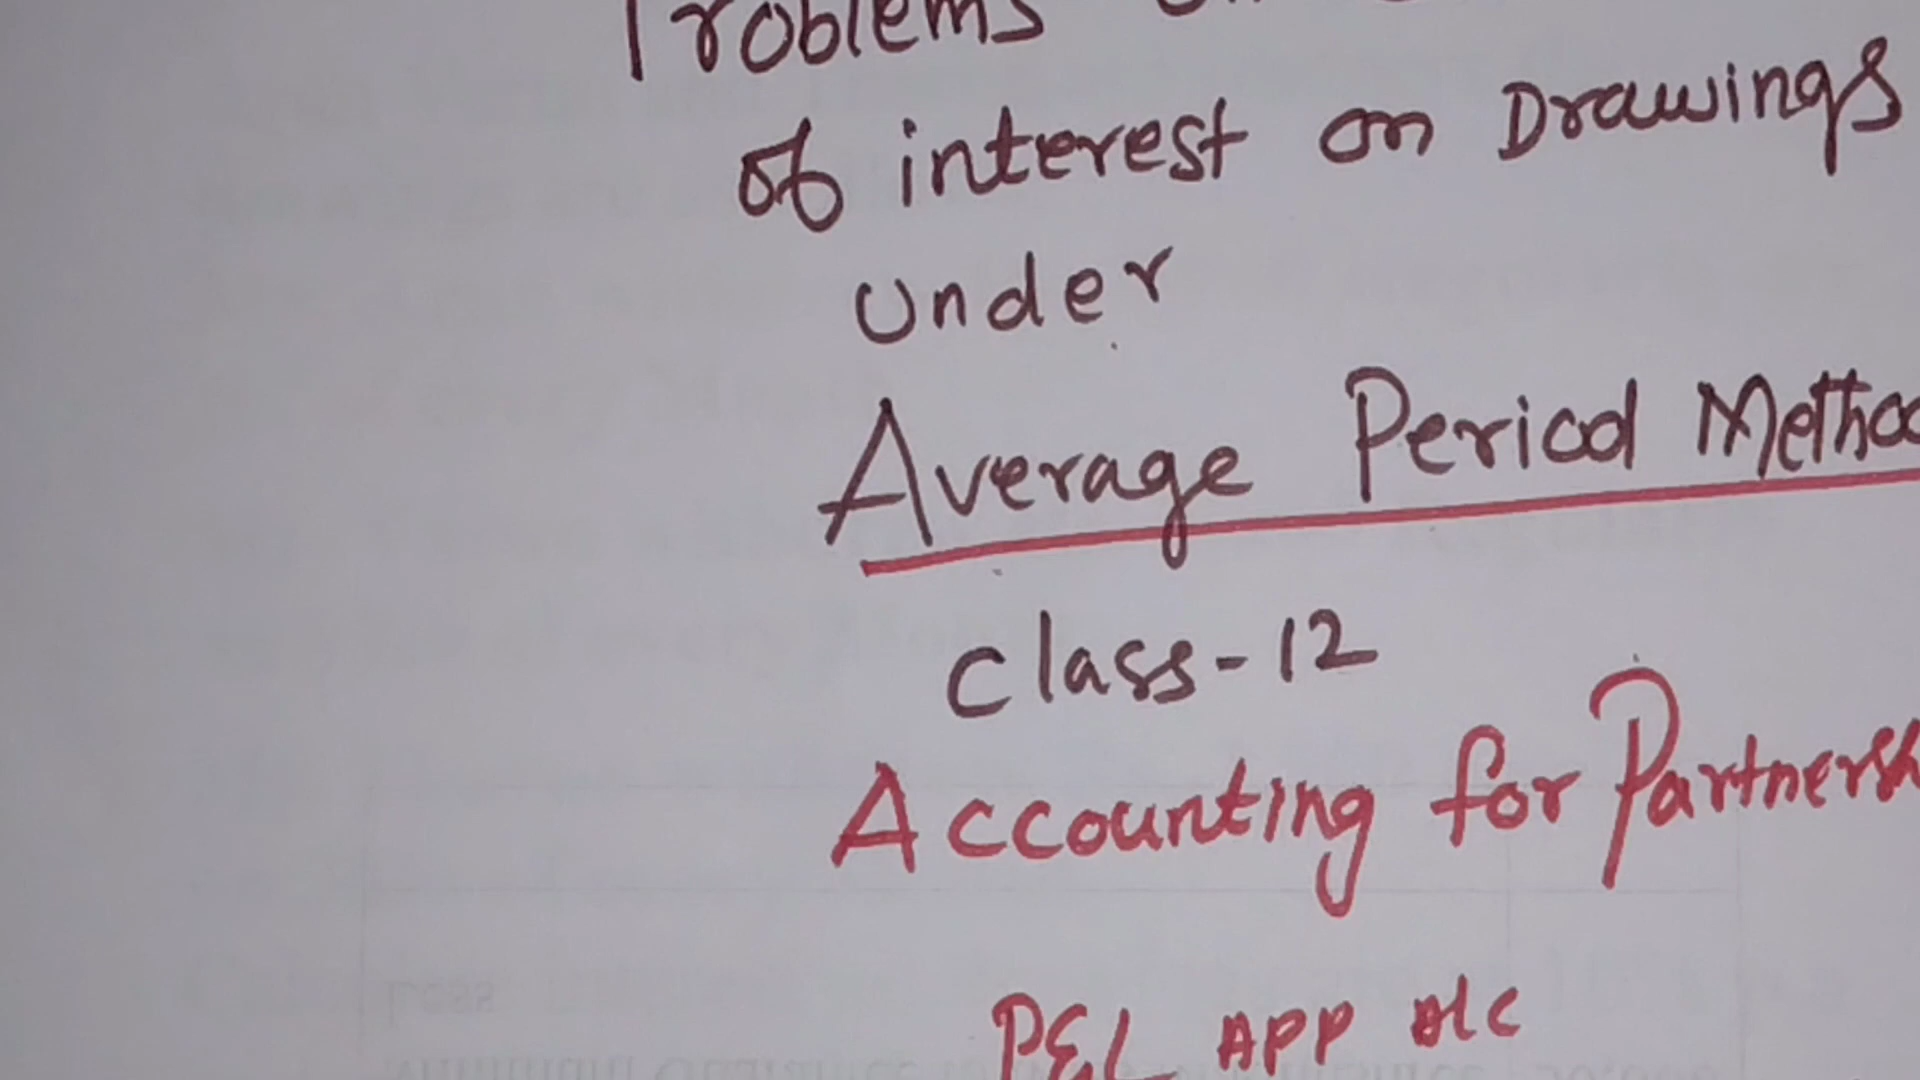 Problems
of interest on Drawings
Under
Average Period Metho
class-12
Accounting for Partnersh
P&L APP A/C